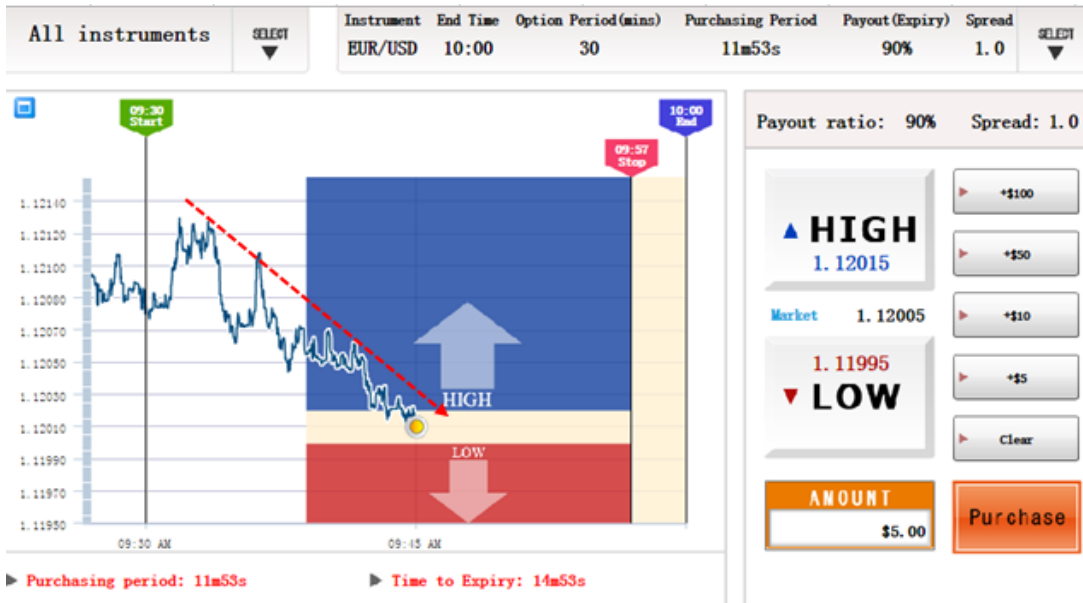 All instruments
SELECT
Instrument End Time Option Period(mins) Purchasing Period Payout(Expiry) Spread
EUR/USD 10:00 30 11m53s 90% 1.0
SELECT
09:30
Start
10:00
End
09:57
Stop
1.12140
1.12120
1.12100
1.12080
1.12070
1.12050
1.12030
1.12010
1.11990
1.11970
1.11950
HIGH
LOW
09:30 AM
09:45 AM
Purchasing period: 11m53s
Time to Expiry: 14m53s
Payout ratio: 90% Spread: 1.0
HIGH
1.12015
Market 1.12005
1.11995
LOW
+$100
+$50
+$10
+$5
Clear
AMOUNT
$5.00
Purchase